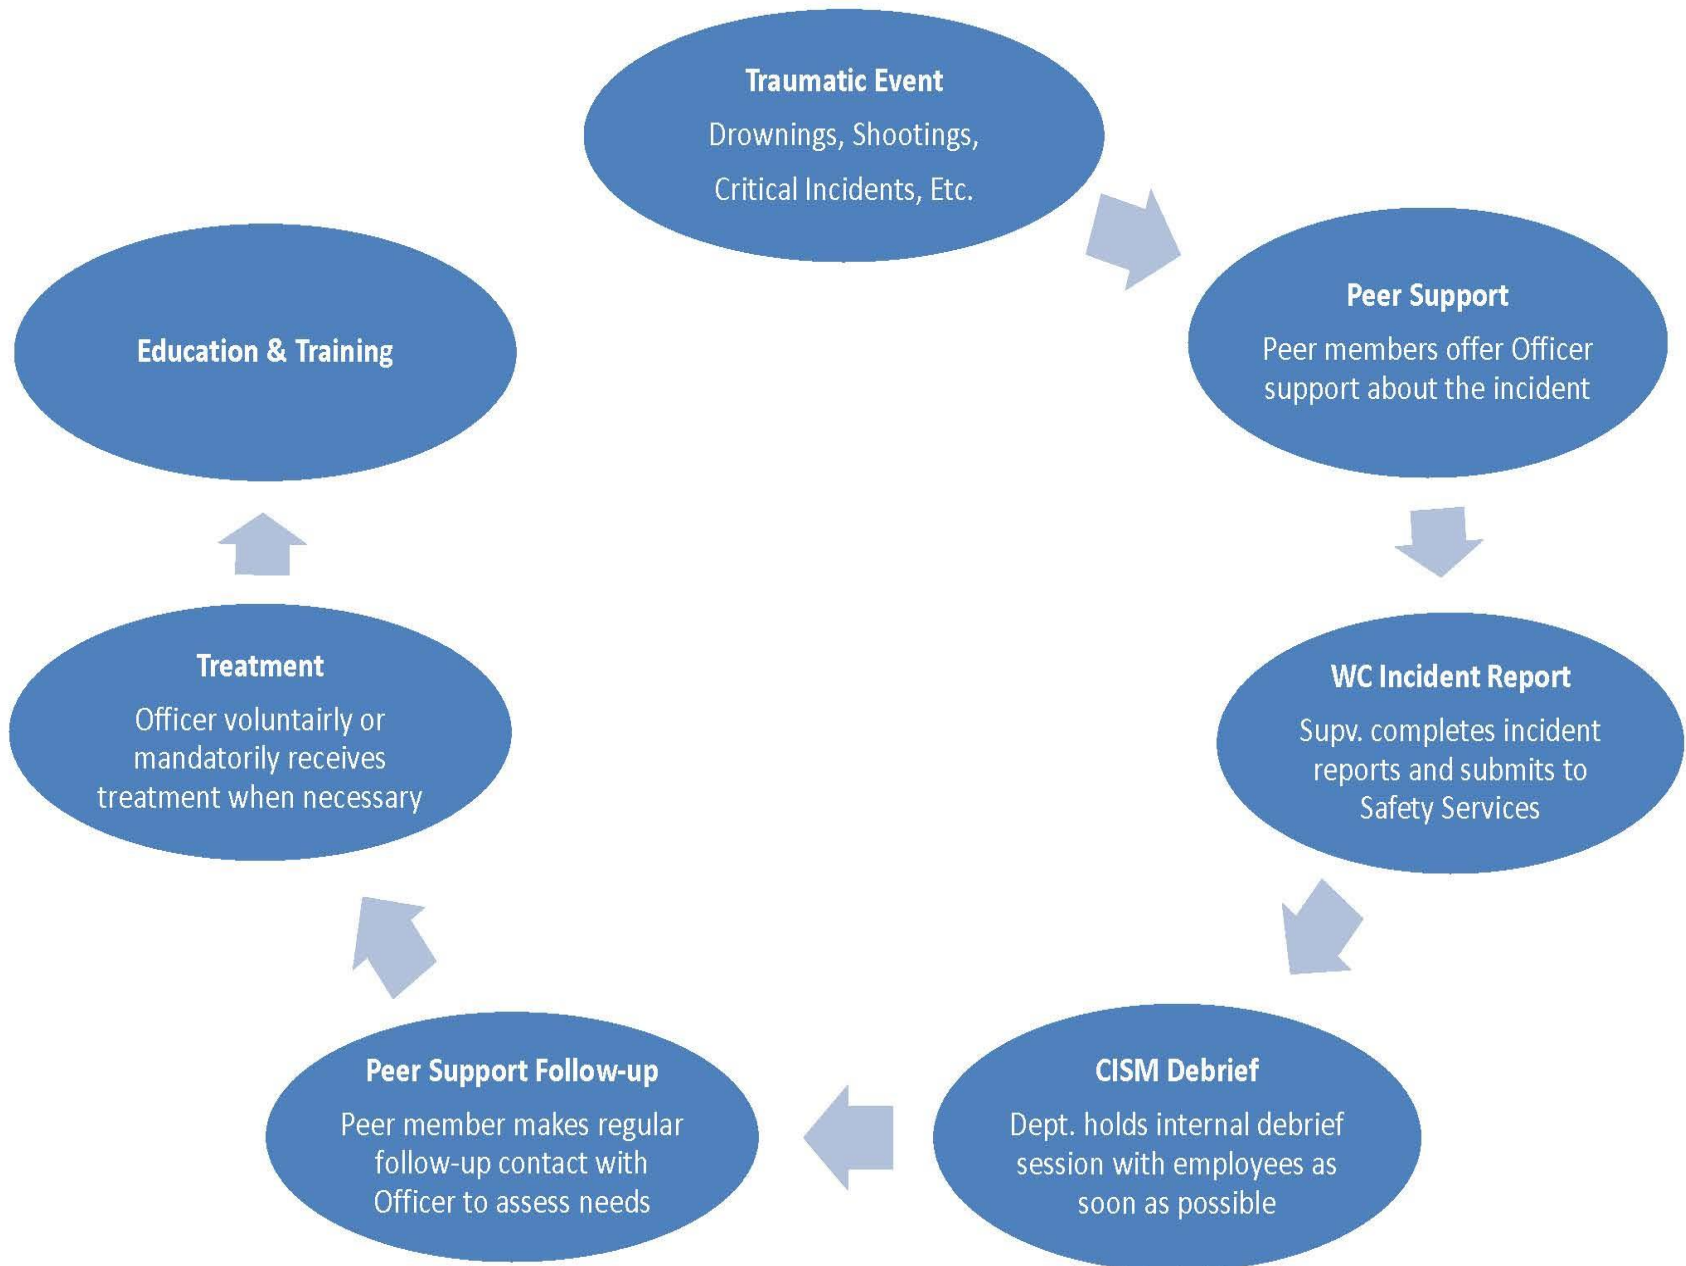 Traumatic Event
Drownings, Shootings,
Critical Incidents, Etc.
Peer Support
Peer members offer Officer
support about the incident
WC Incident Report
Supv. completes incident
reports and submits to
Safety Services
CISM Debrief
Dept. holds internal debrief
session with employees as
soon as possible
Peer Support Follow-up
Peer member makes regular
follow-up contact with
Officer to assess needs
Treatment
Officer voluntairly or
mandatorily receives
treatment when necessary
Education & Training